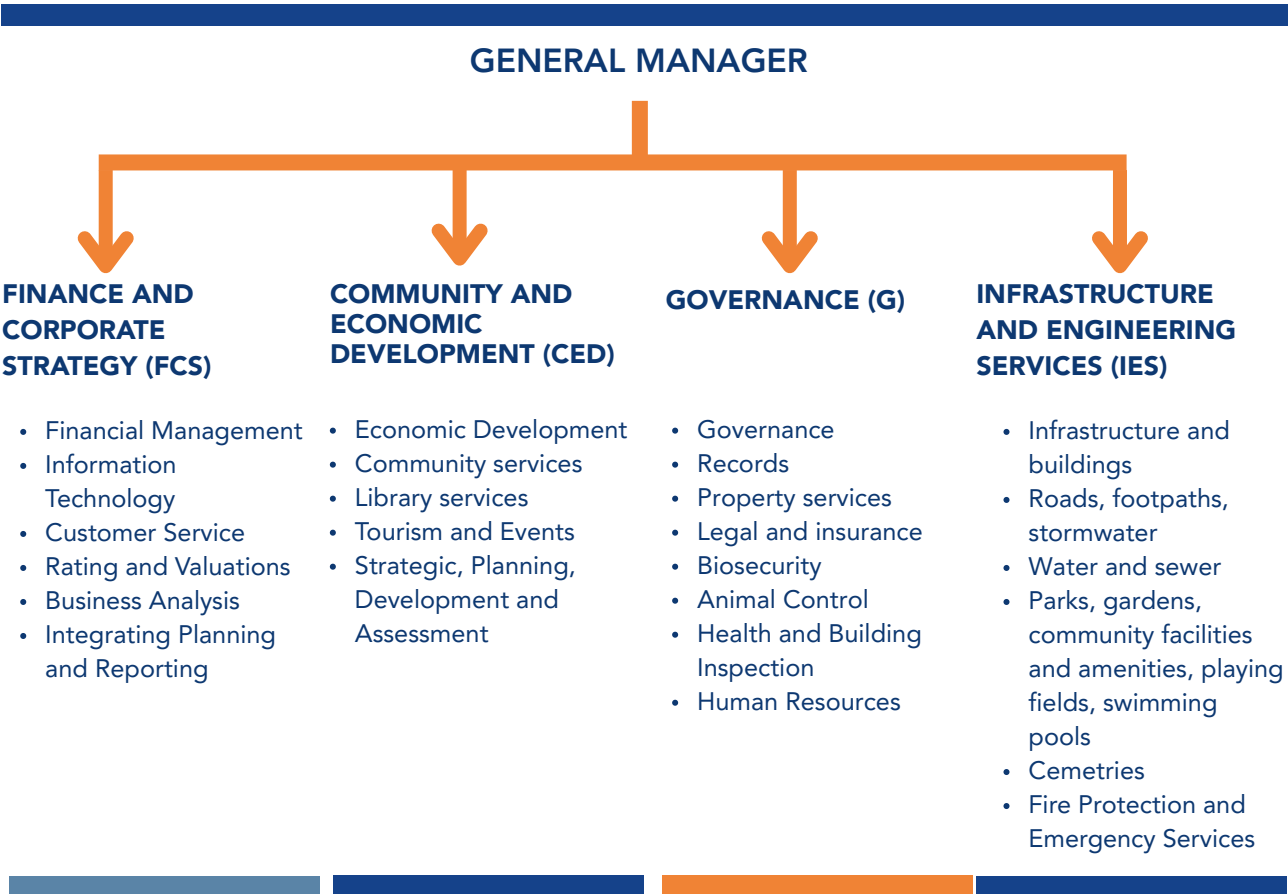 GENERAL MANAGER
FINANCE AND
CORPORATE
STRATEGY (FCS)
• Financial Management
• Information
Technology
• Customer Service
• Rating and Valuations
• Business Analysis
• Integrating Planning
and Reporting
COMMUNITY AND
ECONOMIC
DEVELOPMENT (CED)
• Economic Development
• Community services
• Library services
• Tourism and Events
• Strategic, Planning,
Development and
Assessment
GOVERNANCE (G)
• Governance
• Records
• Property services
• Legal and insurance
• Biosecurity
• Animal Control
• Health and Building
Inspection
• Human Resources
INFRASTRUCTURE
AND ENGINEERING
SERVICES (IES)
• Infrastructure and
buildings
• Roads, footpaths,
stormwater
• Water and sewer
• Parks, gardens,
community facilities
and amenities, playing
fields, swimming
pools
• Cemetries
• Fire Protection and
Emergency Services